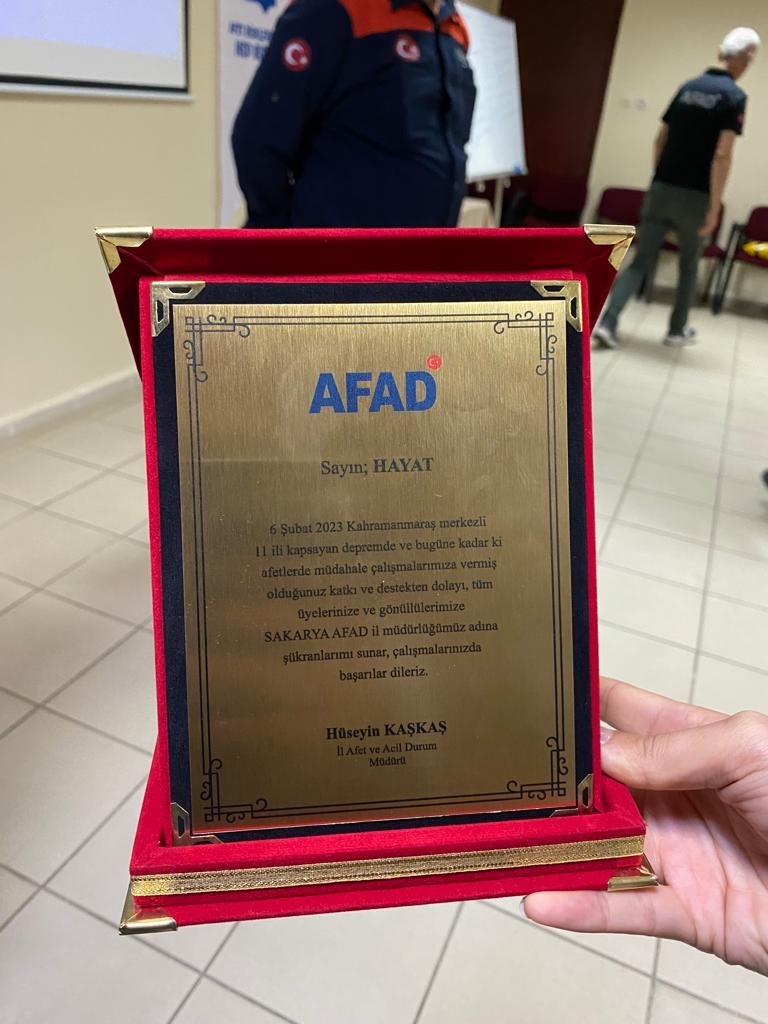 AFAD
Sayın; HAYAT
6 Şubat 2023 Kahramanmaraş merkezli
11 ili kapsayan depremde ve bugüne kadar ki
afetlerde müdahale çalışmalarımıza vermiş
olduğunuz katkı ve destekten dolayı, tüm
üyelerinize ve gönüllülerimize
SAKARYA AFAD il müdürlüğümüz adına
şükranlarımı sunar, çalışmalarınızda
başarılar dileriz.
Hüseyin KAŞKAŞ
İl Afet ve Acil Durum
Müdürü
AFAD